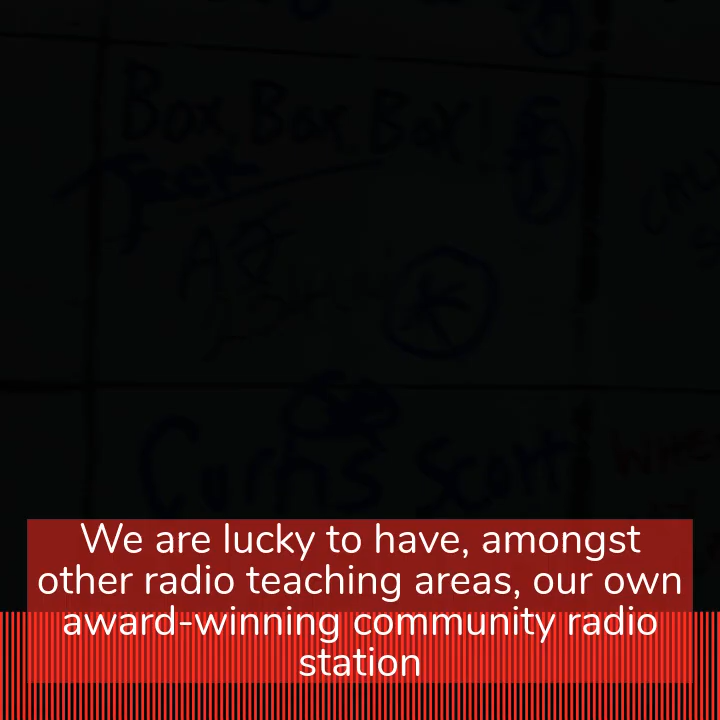 Box, Box Box!
Jack
Curtis Scott
We are lucky to have, amongst
other radio teaching areas, our own
award-winning community radio
station